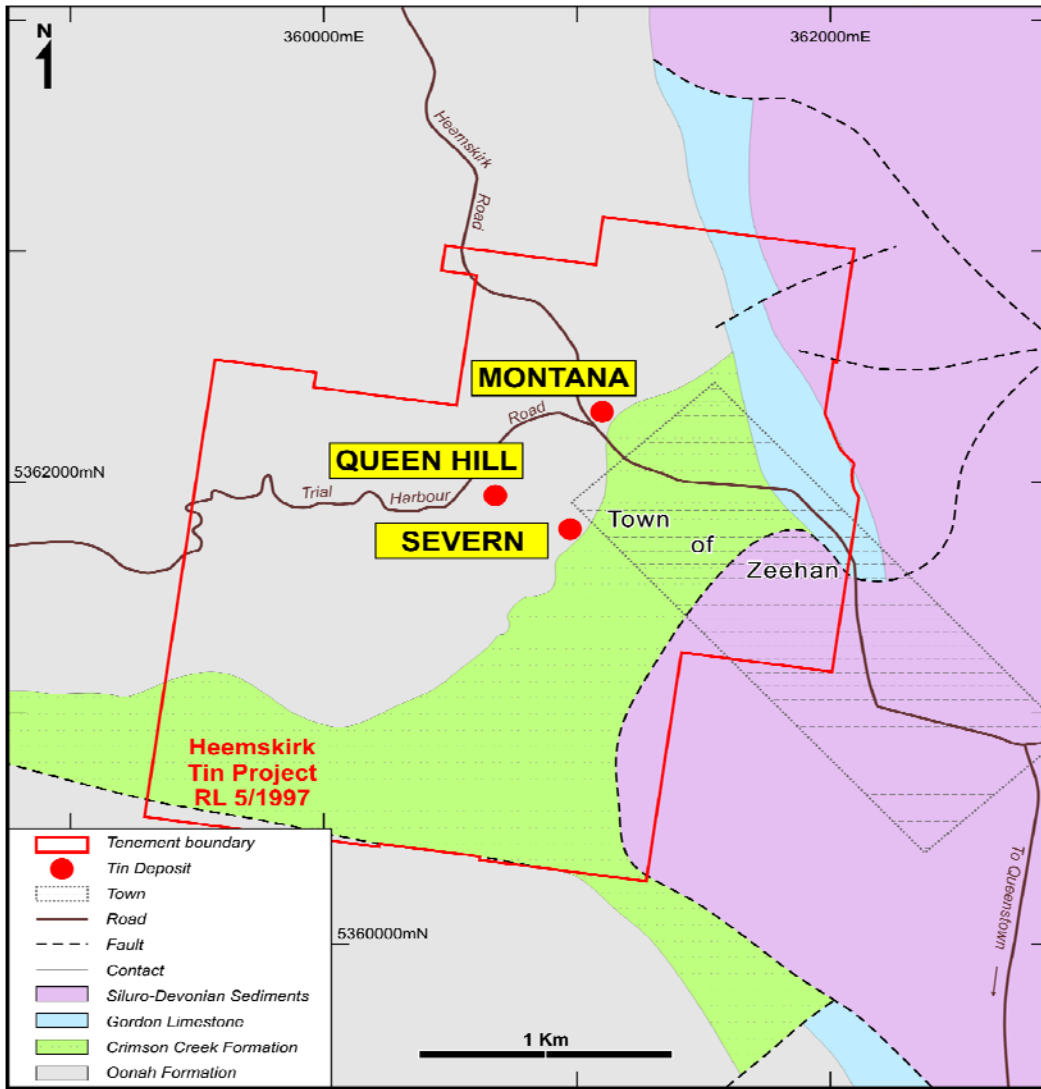 N
360000mE
362000mE
Heemskirk
Road
MONTANA
Road
QUEEN HILL
5362000mN
Trial
Harbour
SEVERN
Town
of
Zeehan
Heemskirk
Tin Project
RL 5/1997
Tenement boundary
Tin Deposit
Town
Road
Fault
Contact
Siluro-Devonian Sediments
Gordon Limestone
Crimson Creek Formation
Oonah Formation
5360000mN
1 Km
To Queenstown